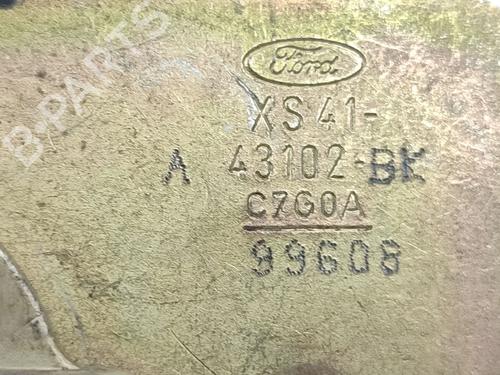 B-PARTS
Ford
XS41-
A 43102-BK
C7G0A
99608